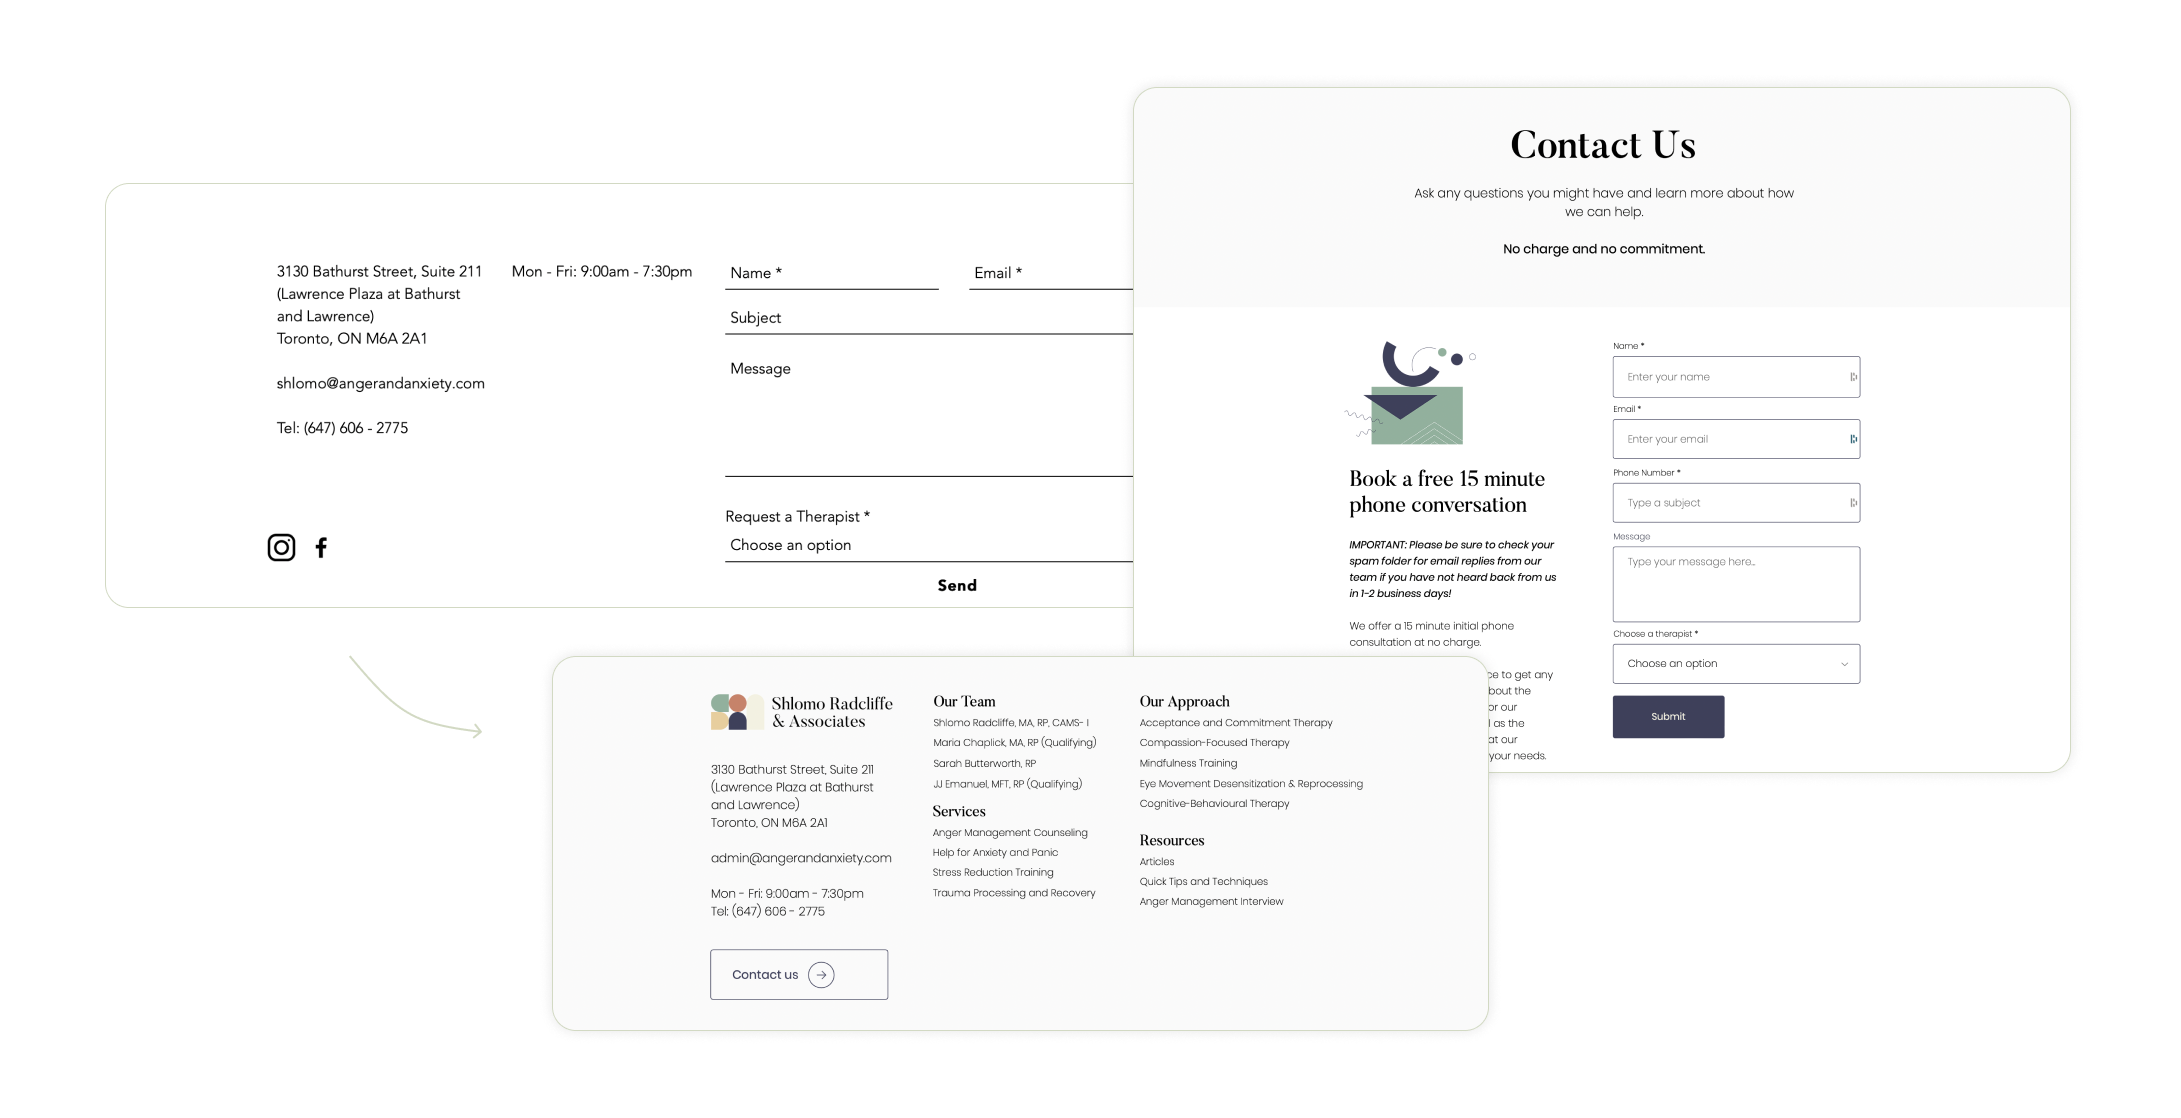 3130 Bathurst Street, Suite 211
(Lawrence Plaza at Bathurst
and Lawrence)
Toronto, ON M6A 2A1
shlomo@angerandanxiety.com
Tel: (647) 606 - 2775
Mon - Fri: 9:00am - 7:30pm
Name *
Email *
Subject
Message
Request a Therapist *
Choose an option
Send
Contact Us
Ask any questions you might have and learn more about how
we can help.
No charge and no commitment.
Book a free 15 minute
phone conversation
IMPORTANT: Please be sure to check your
spam folder for email replies from our
team if you have not heard back from us
in 1-2 business days!
We offer a 15 minute initial phone
consultation at no charge.
to get any
the
our
as the
at our
your needs.
Name *
Enter your name
Email *
Enter your email
Phone Number *
Type a subject
Message
Type your message here...
Choose a therapist *
Choose an option
Submit
Shlomo Radcliffe
& Associates
3130 Bathurst Street, Suite 211
(Lawrence Plaza at Bathurst
and Lawrence)
Toronto, ON M6A 2A1
admin@angerandanxiety.com
Mon - Fri: 9:00am - 7:30pm
Tel: (647) 606 - 2775
Contact us
Our Team
Shlomo Radcliffe, MA, RP, CAMS- I
Maria Chaplick, MA, RP (Qualifying)
Sarah Butterworth, RP
JJ Emanuel, MFT, RP (Qualifying)
Services
Anger Management Counseling
Help for Anxiety and Panic
Stress Reduction Training
Trauma Processing and Recovery
Our Approach
Acceptance and Commitment Therapy
Compassion-Focused Therapy
Mindfulness Training
Eye Movement Desensitization & Reprocessing
Cognitive-Behavioural Therapy
Resources
Articles
Quick Tips and Techniques
Anger Management Interview